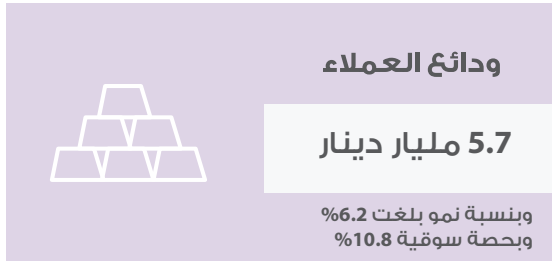 ودائع العملاء
5.7 مليار دينار
وبنسبة نمو بلغت 6.2%
وبحصة سوقية 10.8%